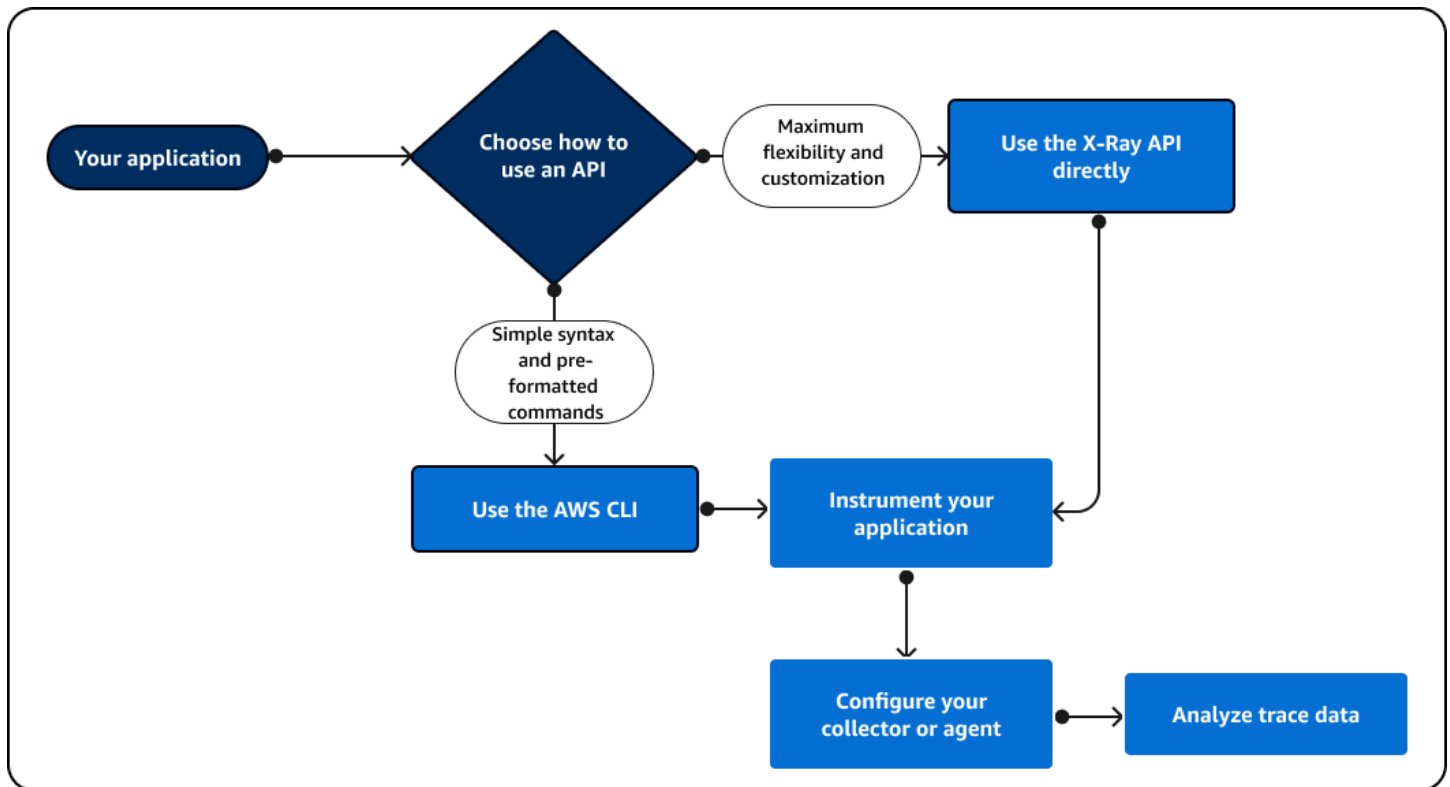 Your application
Choose how to
use an API
Maximum
flexibility and
customization
Use the X-Ray API
directly
Simple syntax
and pre-
formatted
commands
Use the AWS CLI
Instrument your
application
Configure your
collector or agent
Analyze trace data